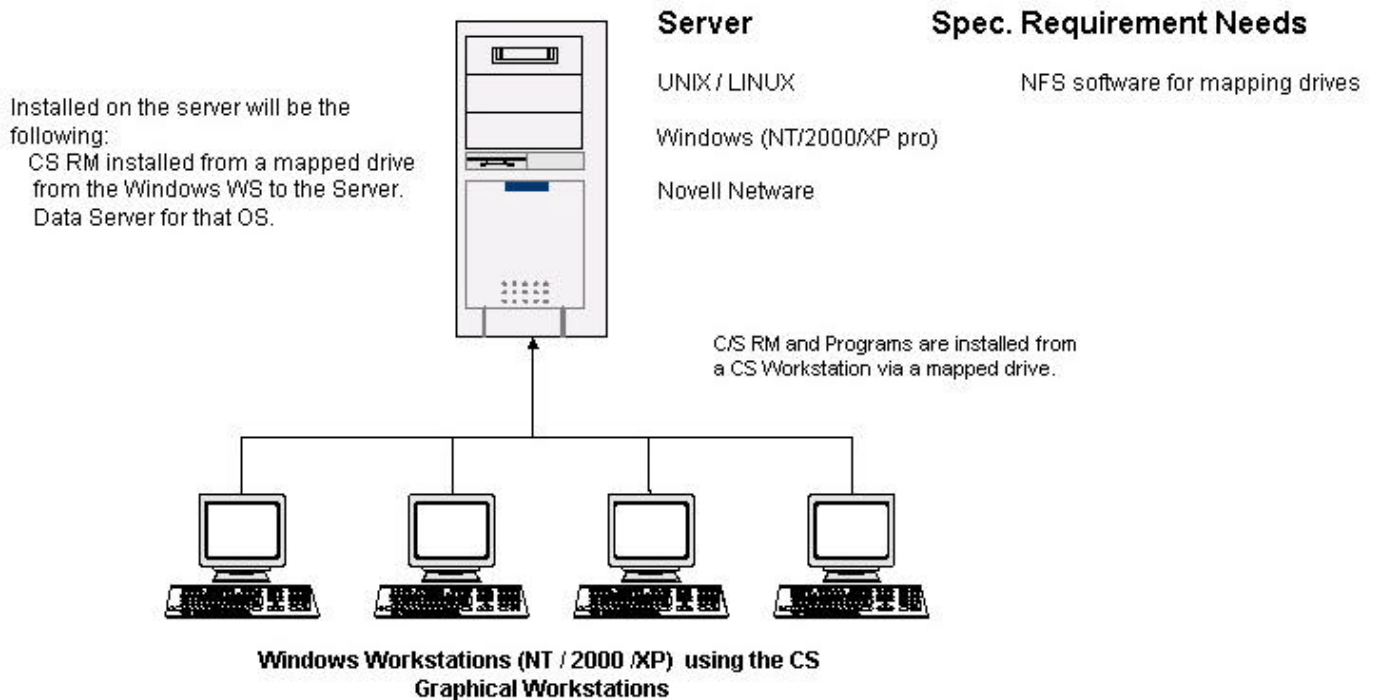 Server Spec. Requirement Needs
UNIX / LINUX NFS software for mapping drives
Windows (NT/2000/XP pro)
Novell Netware
Installed on the server will be the
following:
CS RM installed from a mapped drive
from the Windows WS to the Server.
Data Server for that OS.
C/S RM and Programs are installed from
a CS Workstation via a mapped drive.
Windows Workstations (NT / 2000 /XP) using the CS
Graphical Workstations